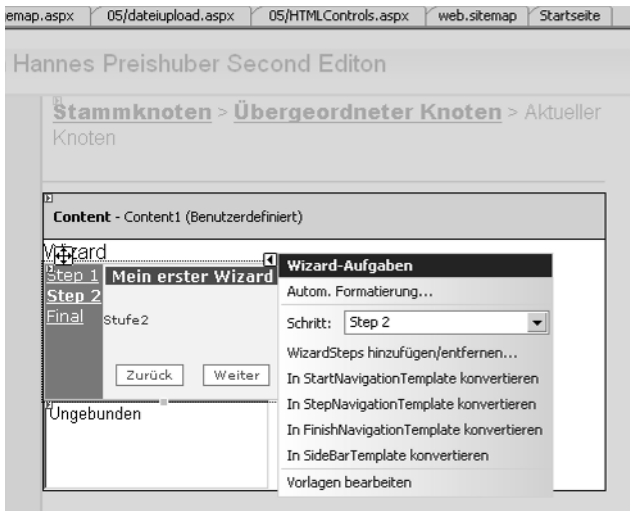 emap.aspx 05/dateiupload.aspx 05/HTMLControls.aspx web.sitemap Startseite
Hannes Preishuber Second Editon
Stammknoten > Übergeordneter Knoten > Aktueller
Knoten
Content - Content1 (Benutzerdefiniert)
Wizard
Step 1
Step 2
Final
Mein erster Wizard
Stufe2
Zurück Weiter
Ungebunden
Wizard-Aufgaben
Autom. Formatierung...
Schritt: Step 2
WizardSteps hinzufügen/entfernen...
In StartNavigationTemplate konvertieren
In StepNavigationTemplate konvertieren
In FinishNavigationTemplate konvertieren
In SideBarTemplate konvertieren
Vorlagen bearbeiten